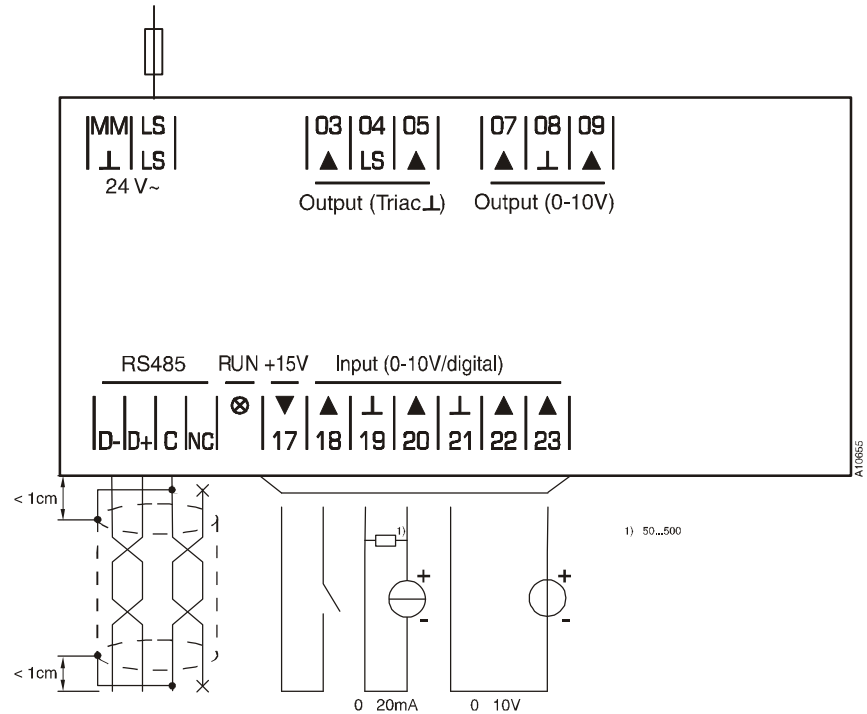 MM LS
⊥ LS
24 V~
03 04 05
▲ LS ▲
Output (Triac⊥)
07 08 09
▲ ⊥ ▲
Output (0-10V)
RS485 RUN +15V Input (0-10V/digital)
⊗ ▼ ▲ ⊥ ▲ ⊥ ▲ ▲
D- D+ C NC 17 18 19 20 21 22 23
A10655
< 1cm
1)
1) 50...500
+
-
+
-
< 1cm
0 20mA
0 10V